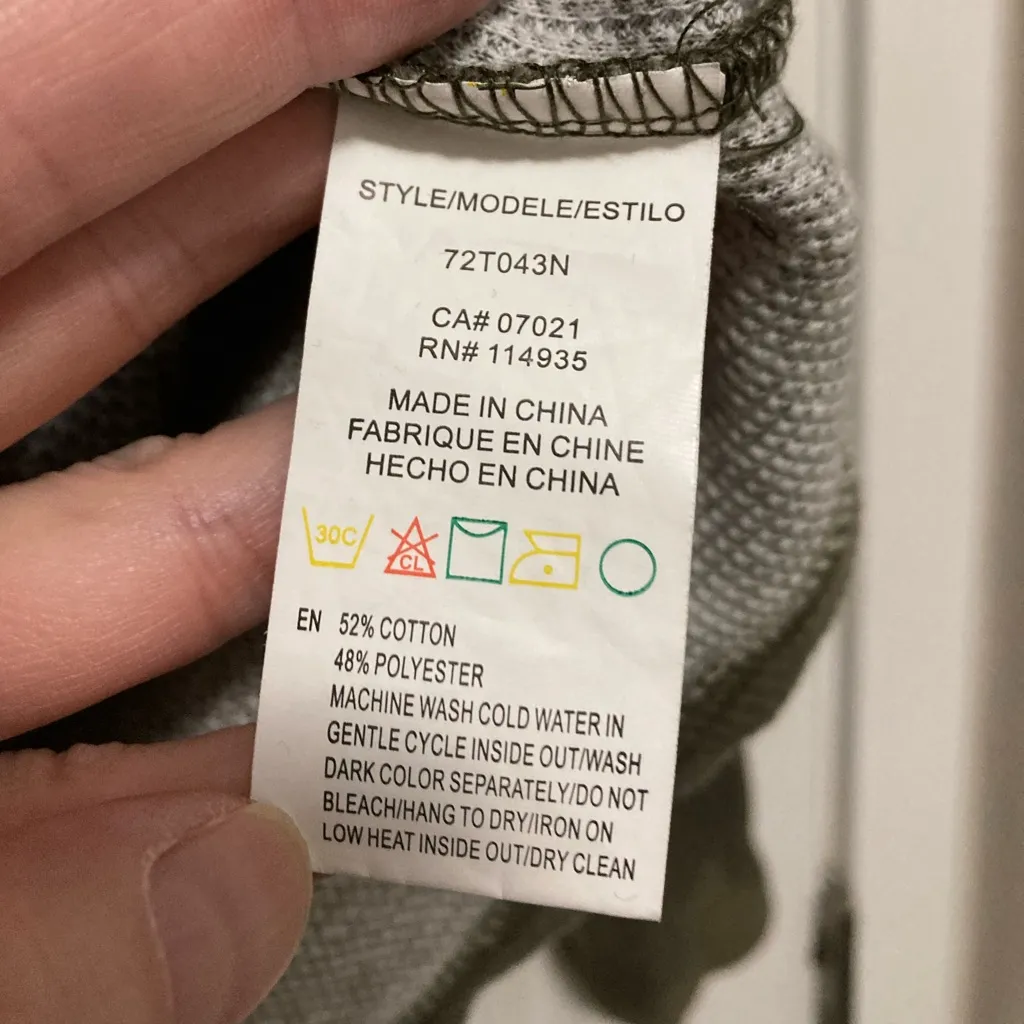 STYLE/MODELE/ESTILO
72T043N
CA# 07021
RN# 114935
MADE IN CHINA
FABRIQUE EN CHINE
HECHO EN CHINA
30C CL
EN 52% COTTON
48% POLYESTER
MACHINE WASH COLD WATER IN
GENTLE CYCLE INSIDE OUT/WASH
DARK COLOR SEPARATELY/DO NOT
BLEACH/HANG TO DRY/IRON ON
LOW HEAT INSIDE OUT/DRY CLEAN